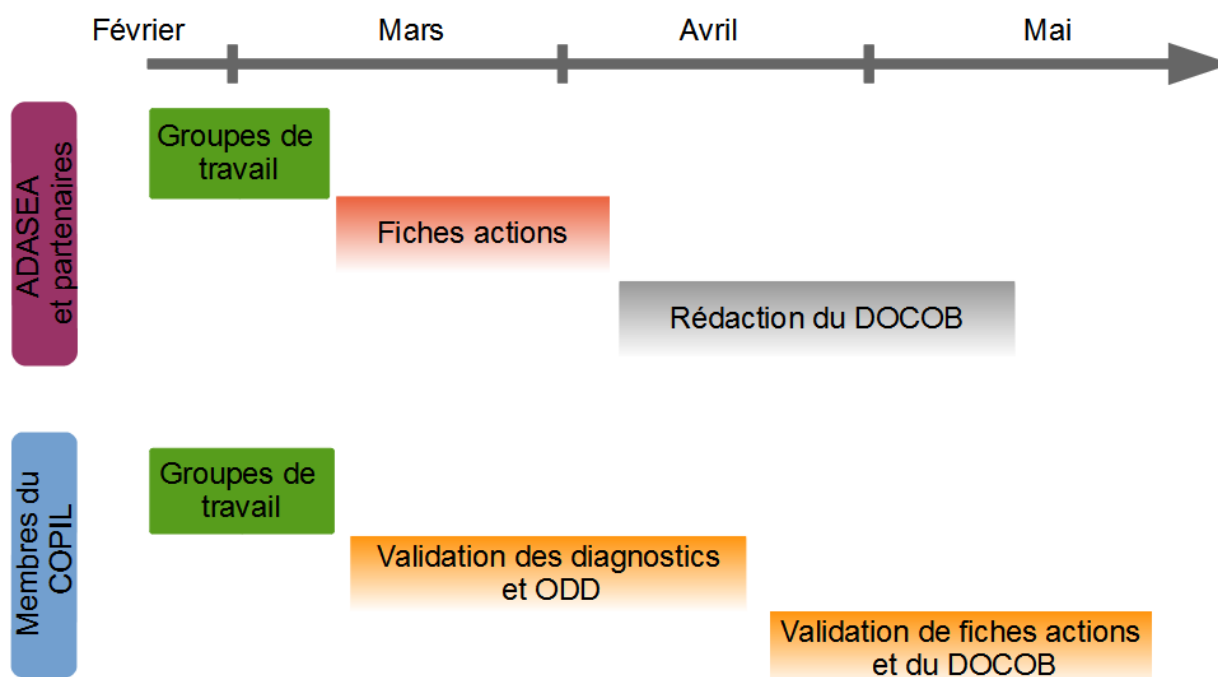 Février
Mars
Avril
Mai
ADASEA
et partenaires
Groupes de
travail
Fiches actions
Rédaction du DOCOB
Membres du
COPIL
Groupes de
travail
Validation des diagnostics
et ODD
Validation de fiches actions
et du DOCOB